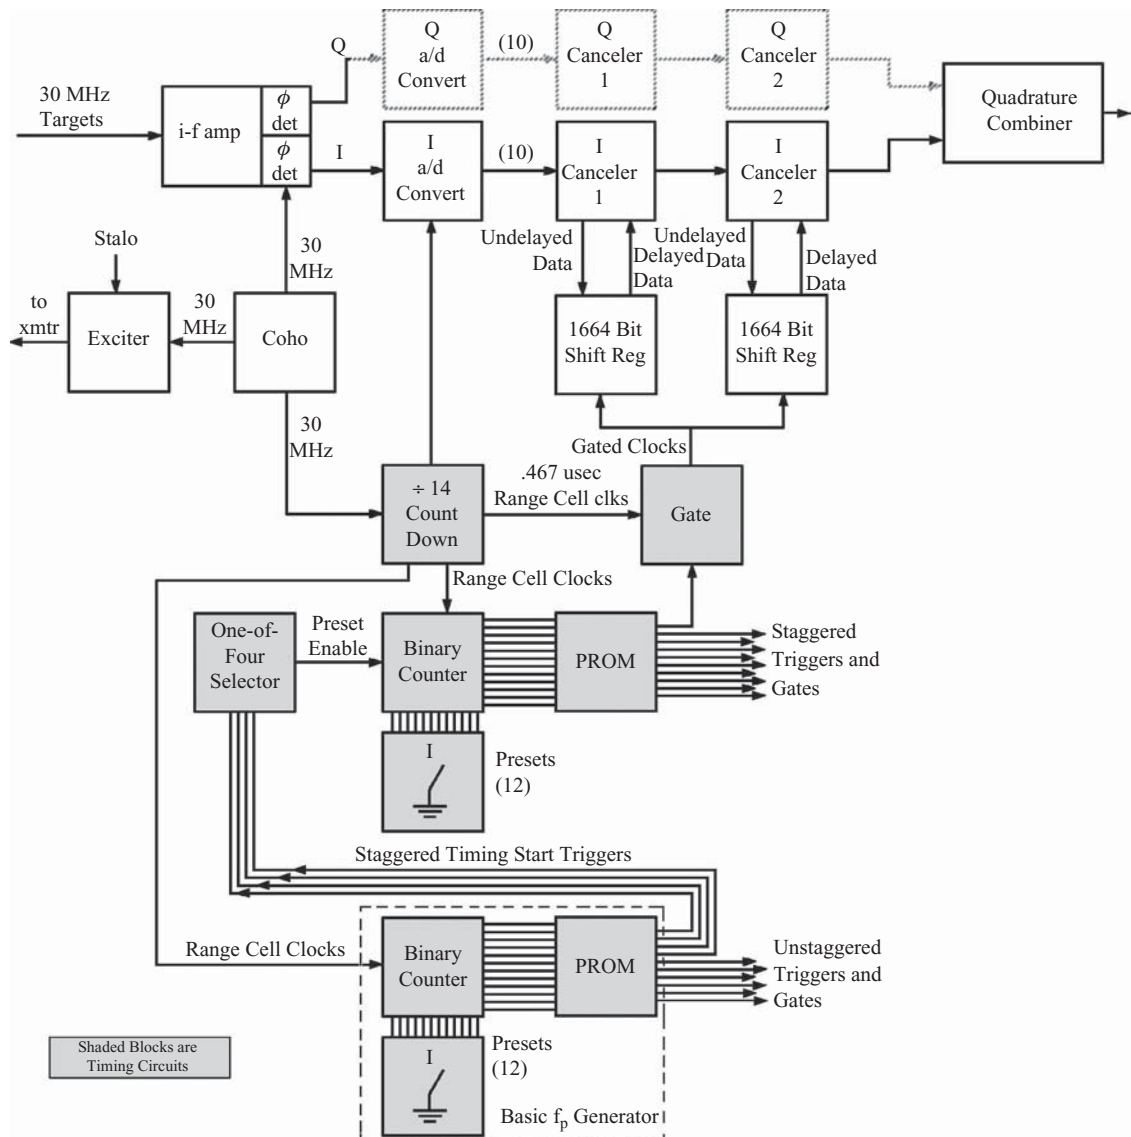 Q
Q
a/d
Convert
(10)
Q
Canceler
1
Q
Canceler
2
Quadrature
Combiner
30 MHz
Targets
i-f amp
ϕ
det
ϕ
det
I
I
a/d
Convert
(10)
I
Canceler
1
I
Canceler
2
Undelayed
Data
Delayed
Data
Undelayed
Data
Delayed
Data
Stalo
30
MHz
to
xmtr
Exciter
30
MHz
Coho
1664 Bit
Shift Reg
1664 Bit
Shift Reg
30
MHz
Gated Clocks
÷ 14
Count
Down
.467 usec
Range Cell clks
Gate
Range Cell Clocks
One-of-
Four
Selector
Preset
Enable
Binary
Counter
PROM
Staggered
Triggers and
Gates
I
Presets
(12)
Staggered Timing Start Triggers
Range Cell Clocks
Binary
Counter
PROM
Unstaggered
Triggers and
Gates
I
Presets
(12)
Shaded Blocks are
Timing Circuits
Basic fp Generator